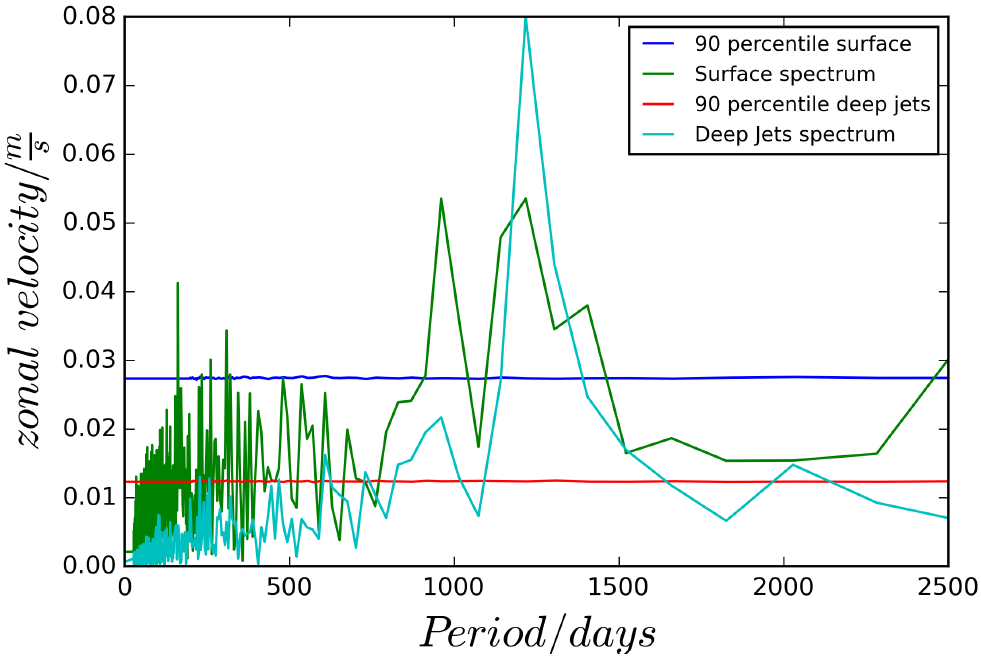 0.08
0.07
0.06
0.05
0.04
0.03
0.02
0.01
0.00
zonal velocity/m/s
90 percentile surface
Surface spectrum
90 percentile deep jets
Deep Jets spectrum
0 500 1000 1500 2000 2500
Period/days